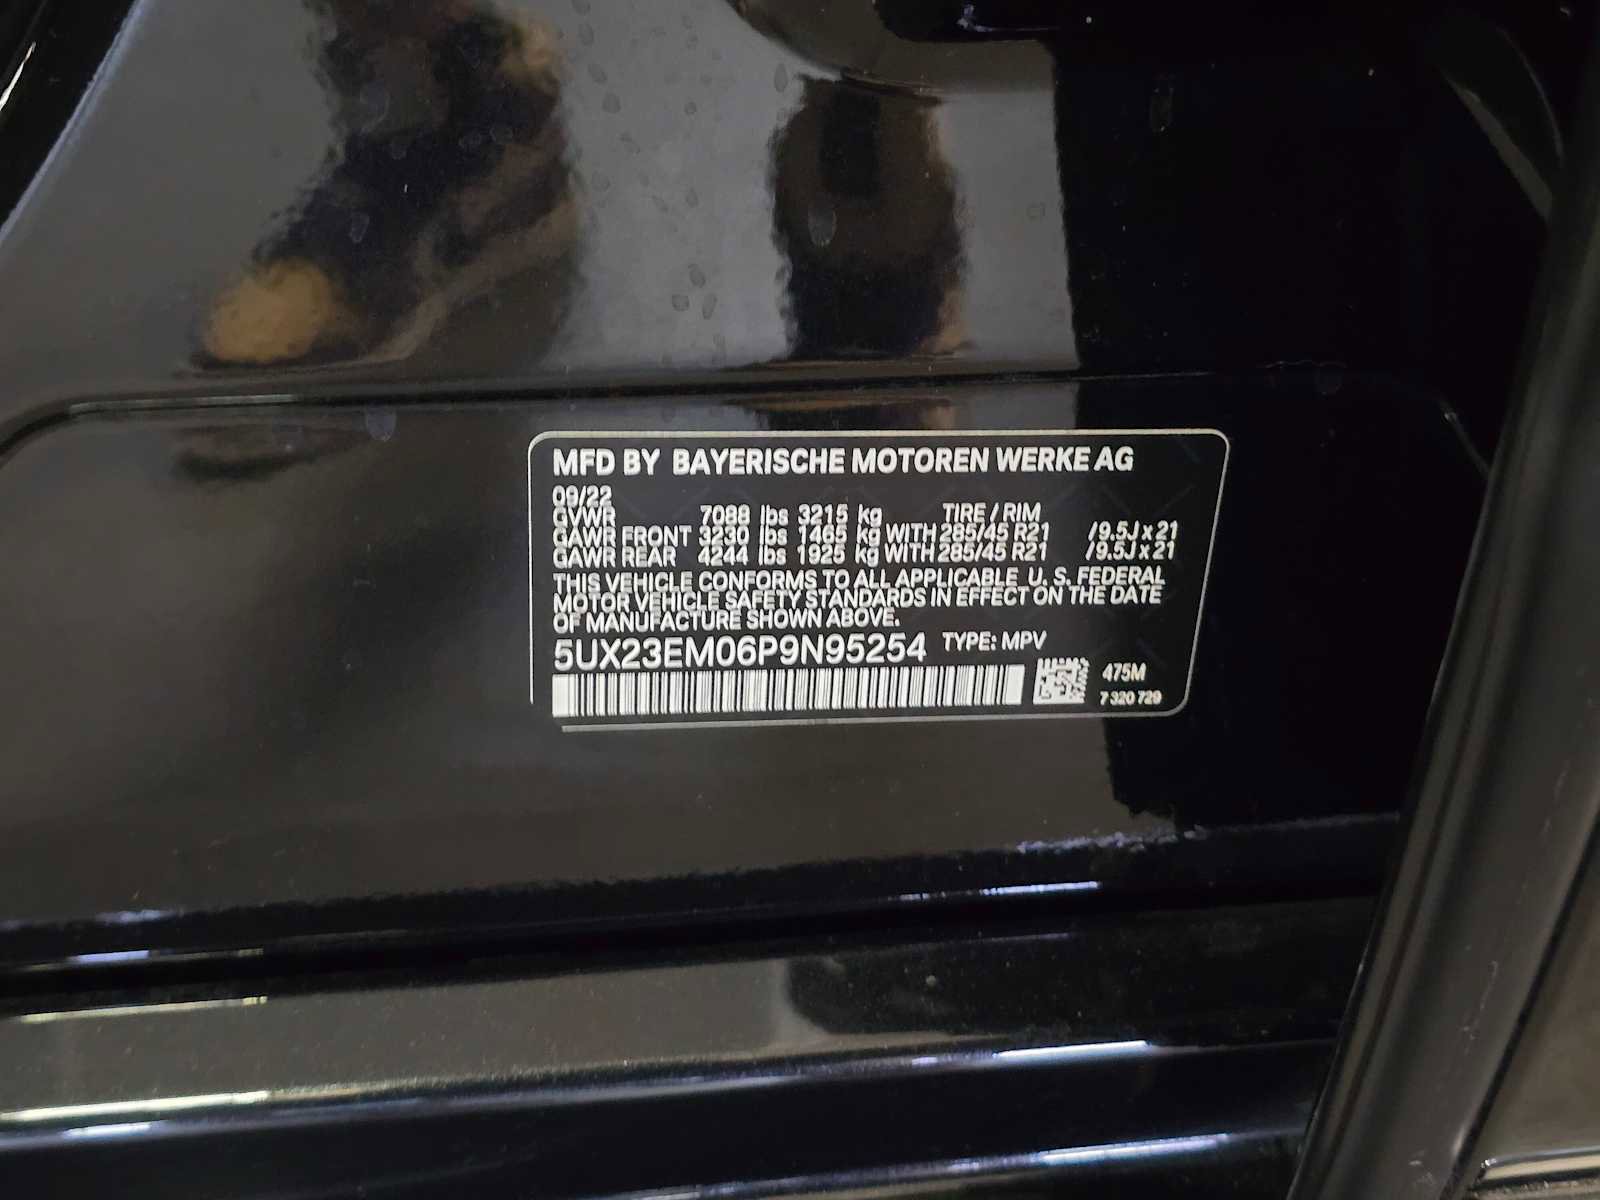 MFD BY BAYERISCHE MOTOREN WERKE AG
09/22
GVWR 7088 lbs 3215 kg TIRE / RIM
GAWR FRONT 3230 lbs 1465 kg WITH 285/45 R21 /9.5J x 21
GAWR REAR 4244 lbs 1925 kg WITH 285/45 R21 /9.5J x 21
THIS VEHICLE CONFORMS TO ALL APPLICABLE U. S. FEDERAL
MOTOR VEHICLE SAFETY STANDARDS IN EFFECT ON THE DATE
OF MANUFACTURE SHOWN ABOVE.
5UX23EM06P9N95254 TYPE: MPV
475M
7 320 729